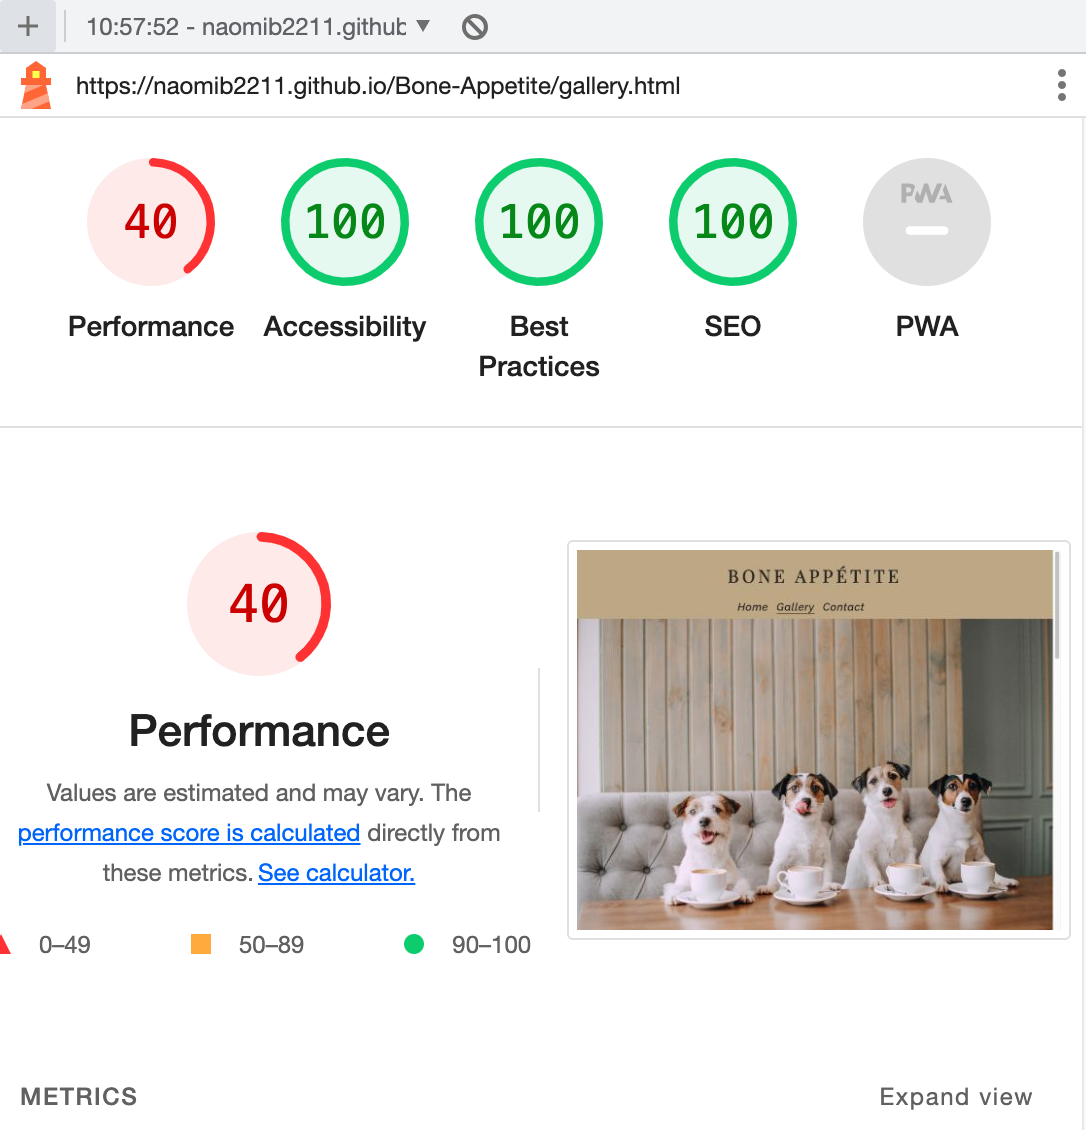 + 10:57:52 - naomib2211.github
https://naomib2211.github.io/Bone-Appetite/gallery.html
40 100 100 100 PWA
Performance Accessibility Best Practices SEO PWA
40
Performance
Values are estimated and may vary. The
performance score is calculated directly from
these metrics. See calculator.
0–49 50–89 90–100
BONE APPÉTITE
Home Gallery Contact
METRICS Expand view